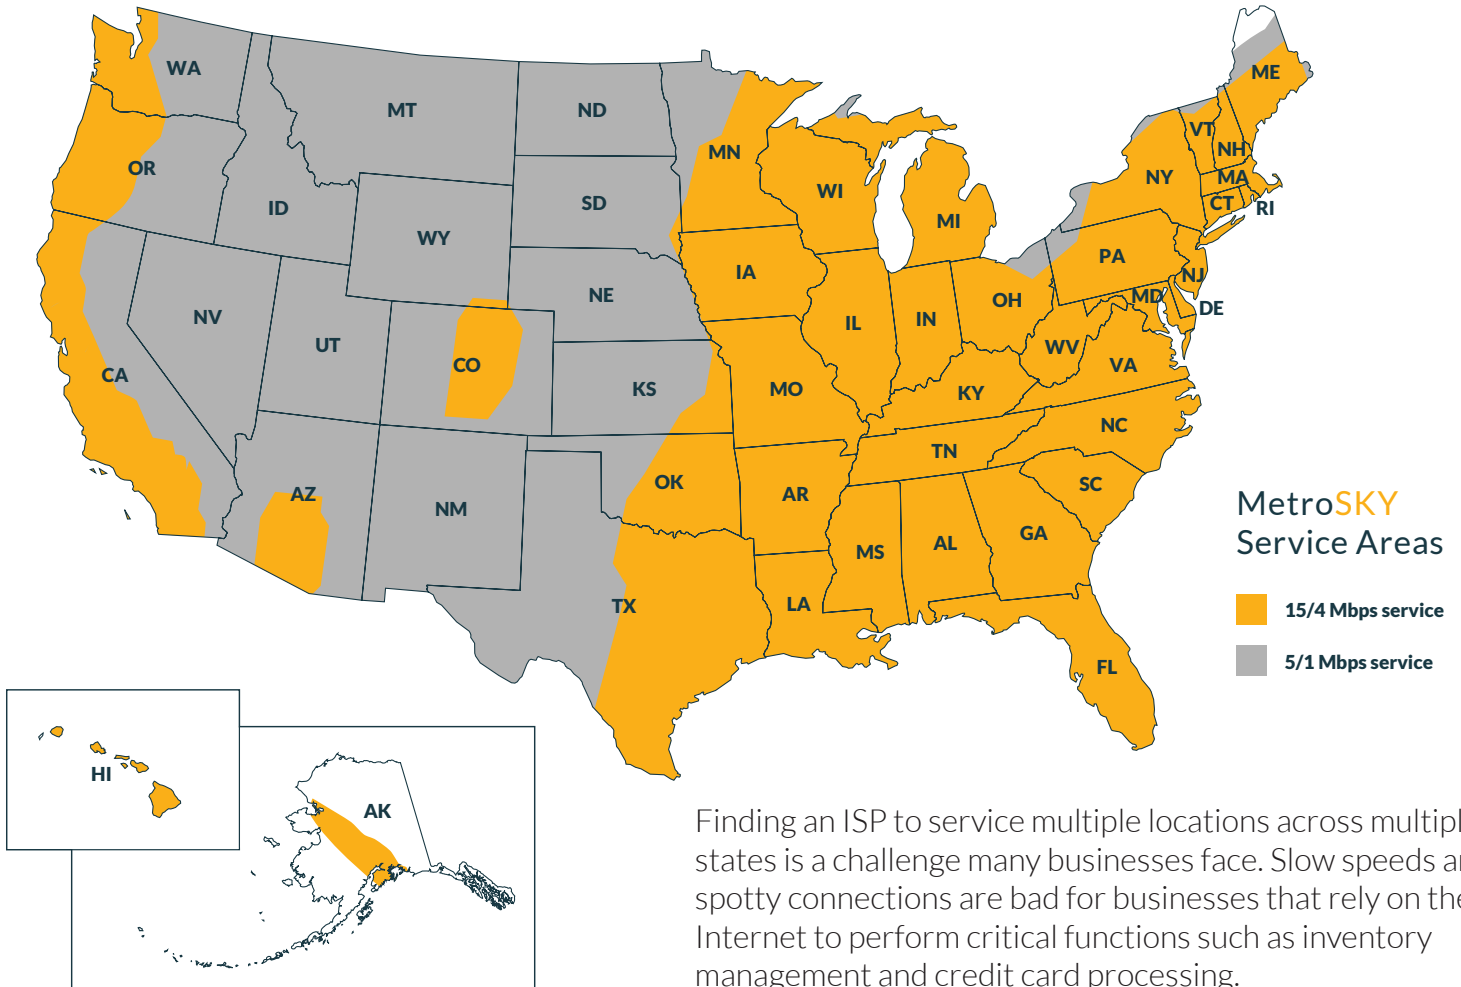 WA
MT
ND
MN
ME
VT
NH
OR
ID
SD
WI
MI
NY
MA
CT
RI
WY
NE
IA
PA
NJ
NV
UT
CO
KS
IL
IN
OH
MD
DE
CA
MO
WV
VA
KY
NC
AZ
NM
OK
AR
TN
SC
TX
LA
MS
AL
GA
FL
MetroSKY
Service Areas
15/4 Mbps service
5/1 Mbps service
HI
AK
Finding an ISP to service multiple locations across multipl
states is a challenge many businesses face. Slow speeds a
spotty connections are bad for businesses that rely on the
Internet to perform critical functions such as inventory
management and credit card processing.